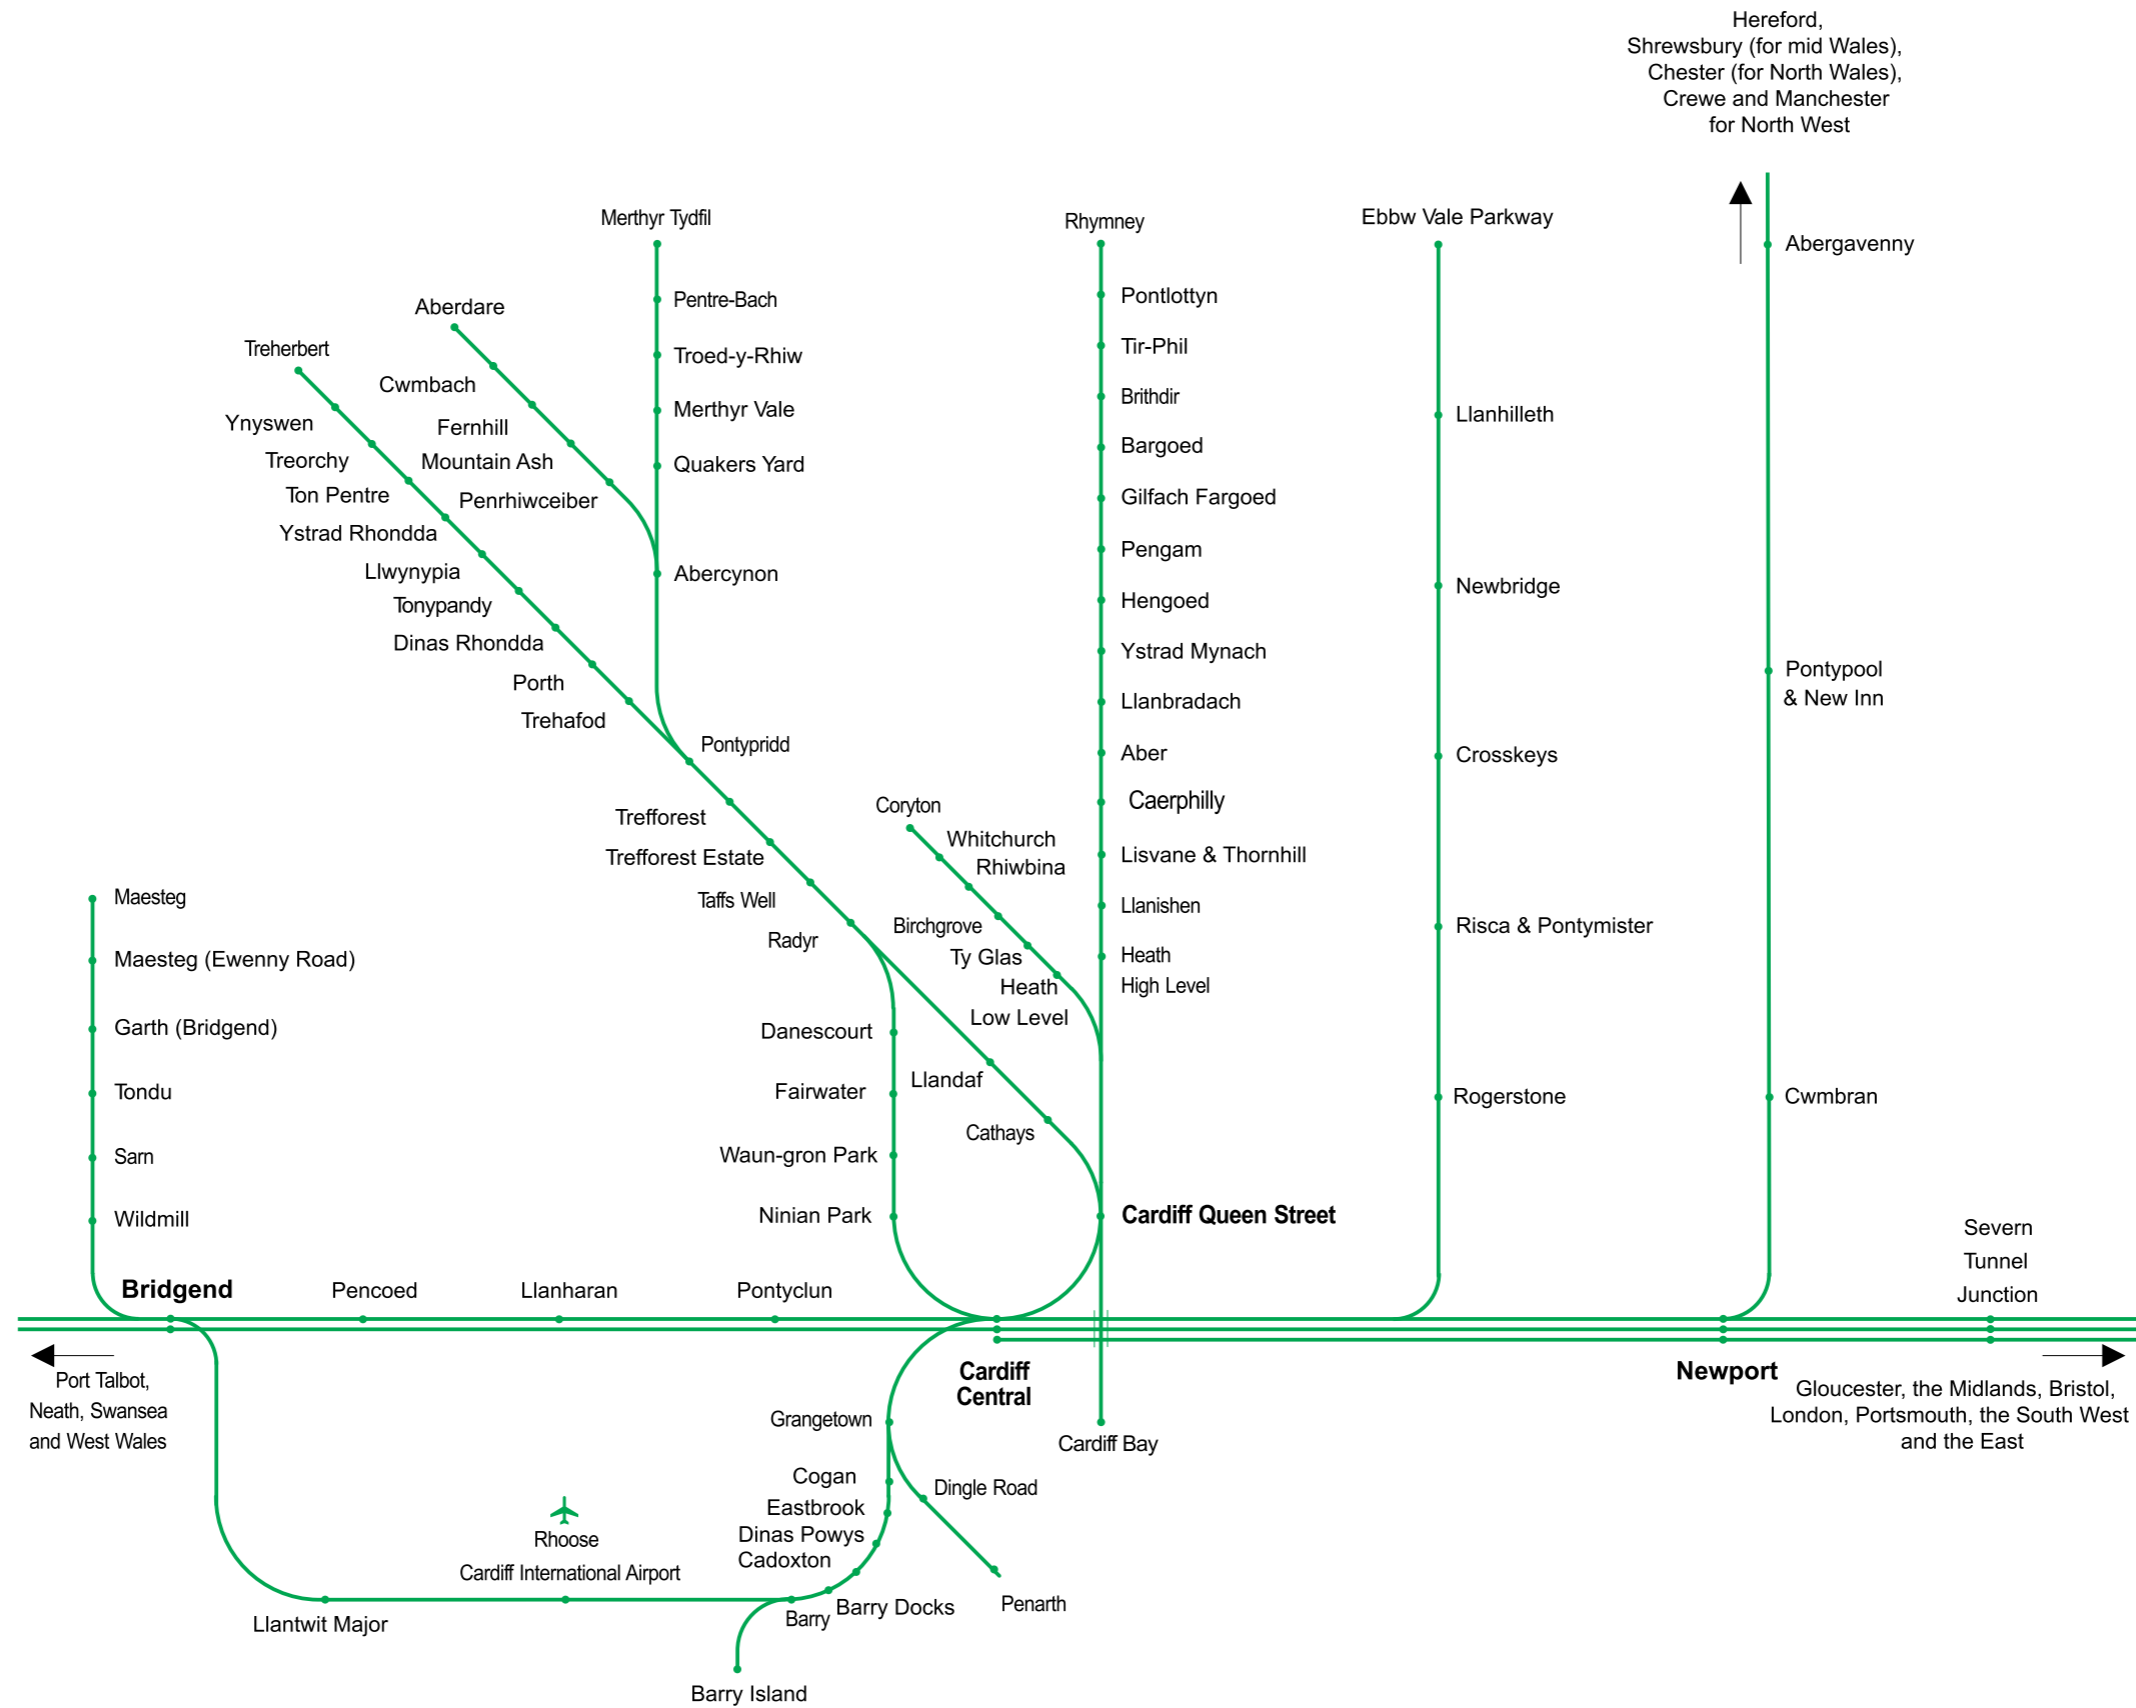 Hereford,
Shrewsbury (for mid Wales),
Chester (for North Wales),
Crewe and Manchester
for North West
Merthyr Tydfil
Rhymney
Ebbw Vale Parkway
Abergavenny
Pentre-Bach
Pontlottyn
Aberdare
Treherbert
Tir-Phil
Troed-y-Rhiw
Cwmbach
Brithdir
Merthyr Vale
Llanhilleth
Ynyswen
Fernhill
Bargoed
Treorchy
Mountain Ash
Quakers Yard
Ton Pentre
Penrhiwceiber
Gilfach Fargoed
Ystrad Rhondda
Pengam
Llwynypia
Abercynon
Newbridge
Tonypandy
Hengoed
Dinas Rhondda
Ystrad Mynach
Pontypool
& New Inn
Porth
Llanbradach
Trehafod
Pontypridd
Aber
Crosskeys
Caerphilly
Coryton
Trefforest
Whitchurch
Trefforest Estate
Lisvane & Thornhill
Rhiwbina
Maesteg
Taffs Well
Llanishen
Birchgrove
Risca & Pontymister
Radyr
Ty Glas
Heath
High Level
Maesteg (Ewenny Road)
Heath
Low Level
Garth (Bridgend)
Danescourt
Llandaf
Tondu
Fairwater
Rogerstone
Cwmbran
Cathays
Sarn
Waun-gron Park
Wildmill
Ninian Park
Cardiff Queen Street
Severn
Tunnel
Junction
Bridgend
Pencoed
Llanharan
Pontyclun
Cardiff
Central
Newport
Port Talbot,
Neath, Swansea
and West Wales
Gloucester, the Midlands, Bristol,
London, Portsmouth, the South West
and the East
Grangetown
Cardiff Bay
Cogan
Dingle Road
Eastbrook
Dinas Powys
Cadoxton
Rhoose
Cardiff International Airport
Penarth
Barry Docks
Barry
Llantwit Major
Barry Island